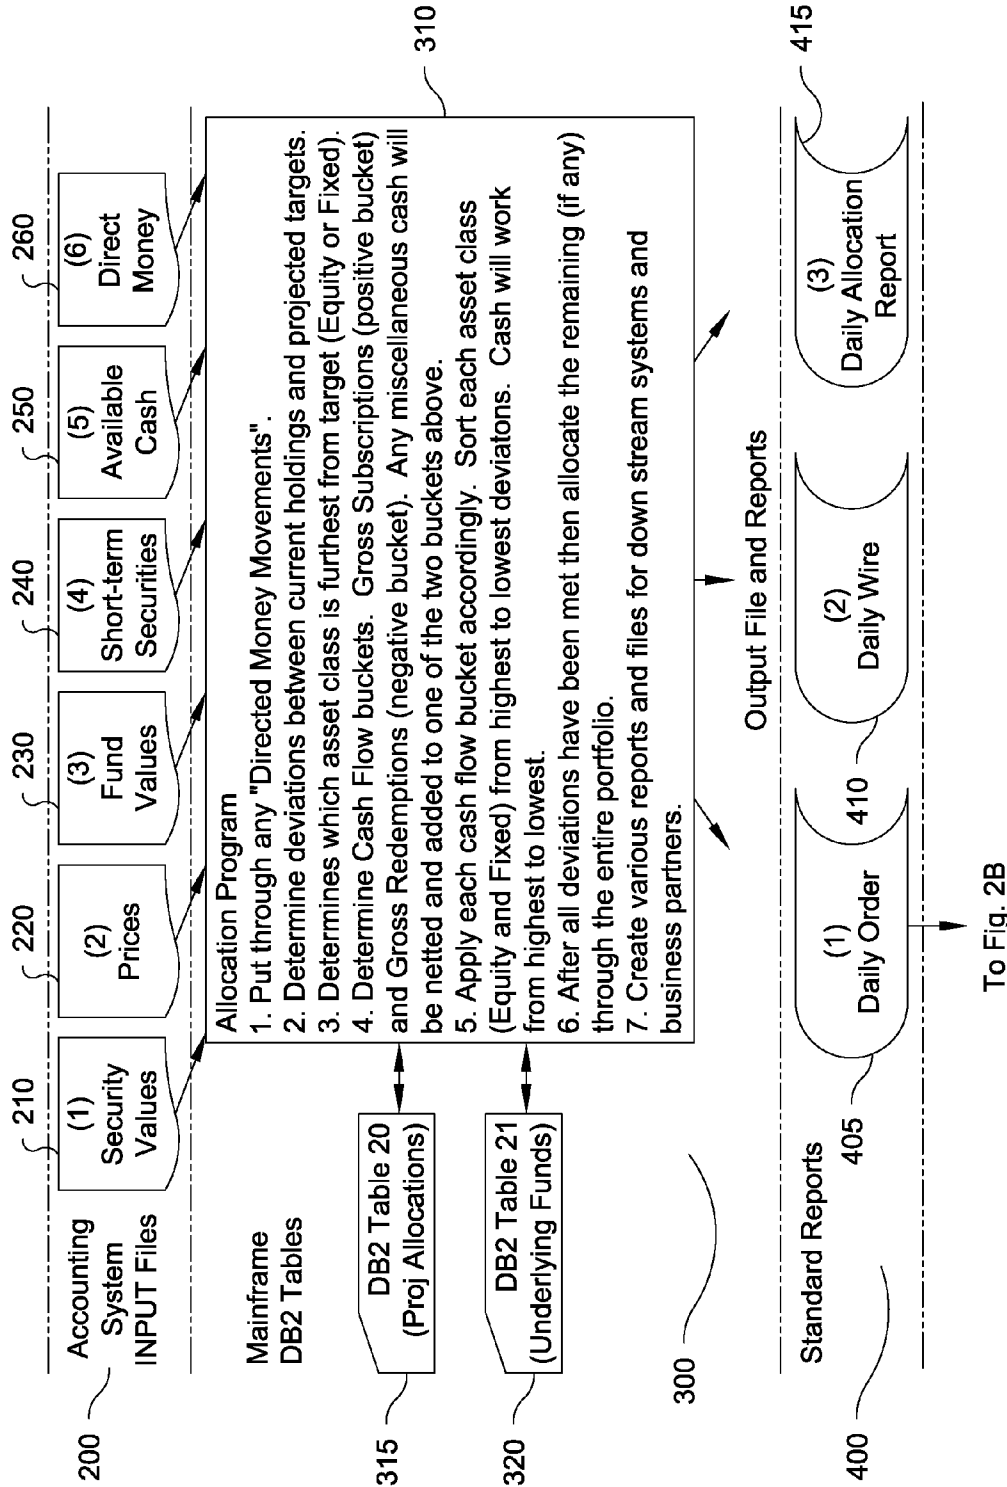 Accounting
System
INPUT Files
200
210
(1)
Security
Values
220
(2)
Prices
230
(3)
Fund
Values
240
(4)
Short-term
Securities
250
(5)
Available
Cash
260
(6)
Direct
Money
Mainframe
DB2 Tables
DB2 Table 20
(Proj Allocations)
315
DB2 Table 21
(Underlying Funds)
320
300
310
Allocation Program
1. Put through any "Directed Money Movements".
2. Determine deviations between current holdings and projected targets.
3. Determines which asset class is furthest from target (Equity or Fixed).
4. Determine Cash Flow buckets.  Gross Subscriptions (positive bucket)
and Gross Redemptions (negative bucket).  Any miscellaneous cash will
be netted and added to one of the two buckets above.
5. Apply each cash flow bucket accordingly.  Sort each asset class
(Equity and Fixed) from highest to lowest deviatons.  Cash will work
from highest to lowest.
6. After all deviations have been met then allocate the remaining (if any)
through the entire portfolio.
7. Create various reports and files for down stream systems and
business partners.
Output File and Reports
Standard Reports
400
405
(1)
Daily Order
410
(2)
Daily Wire
415
(3)
Daily Allocation
Report
To Fig. 2B